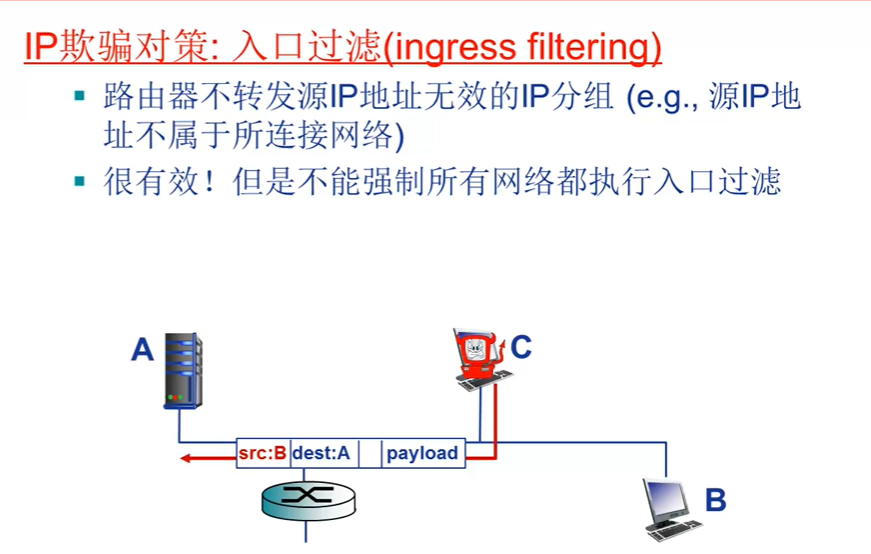 IP欺骗对策: 入口过滤(ingress filtering)
路由器不转发源IP地址无效的IP分组 (e.g., 源IP地
址不属于所连接网络)
很有效！但是不能强制所有网络都执行入口过滤
A
C
src:B dest:A payload
B